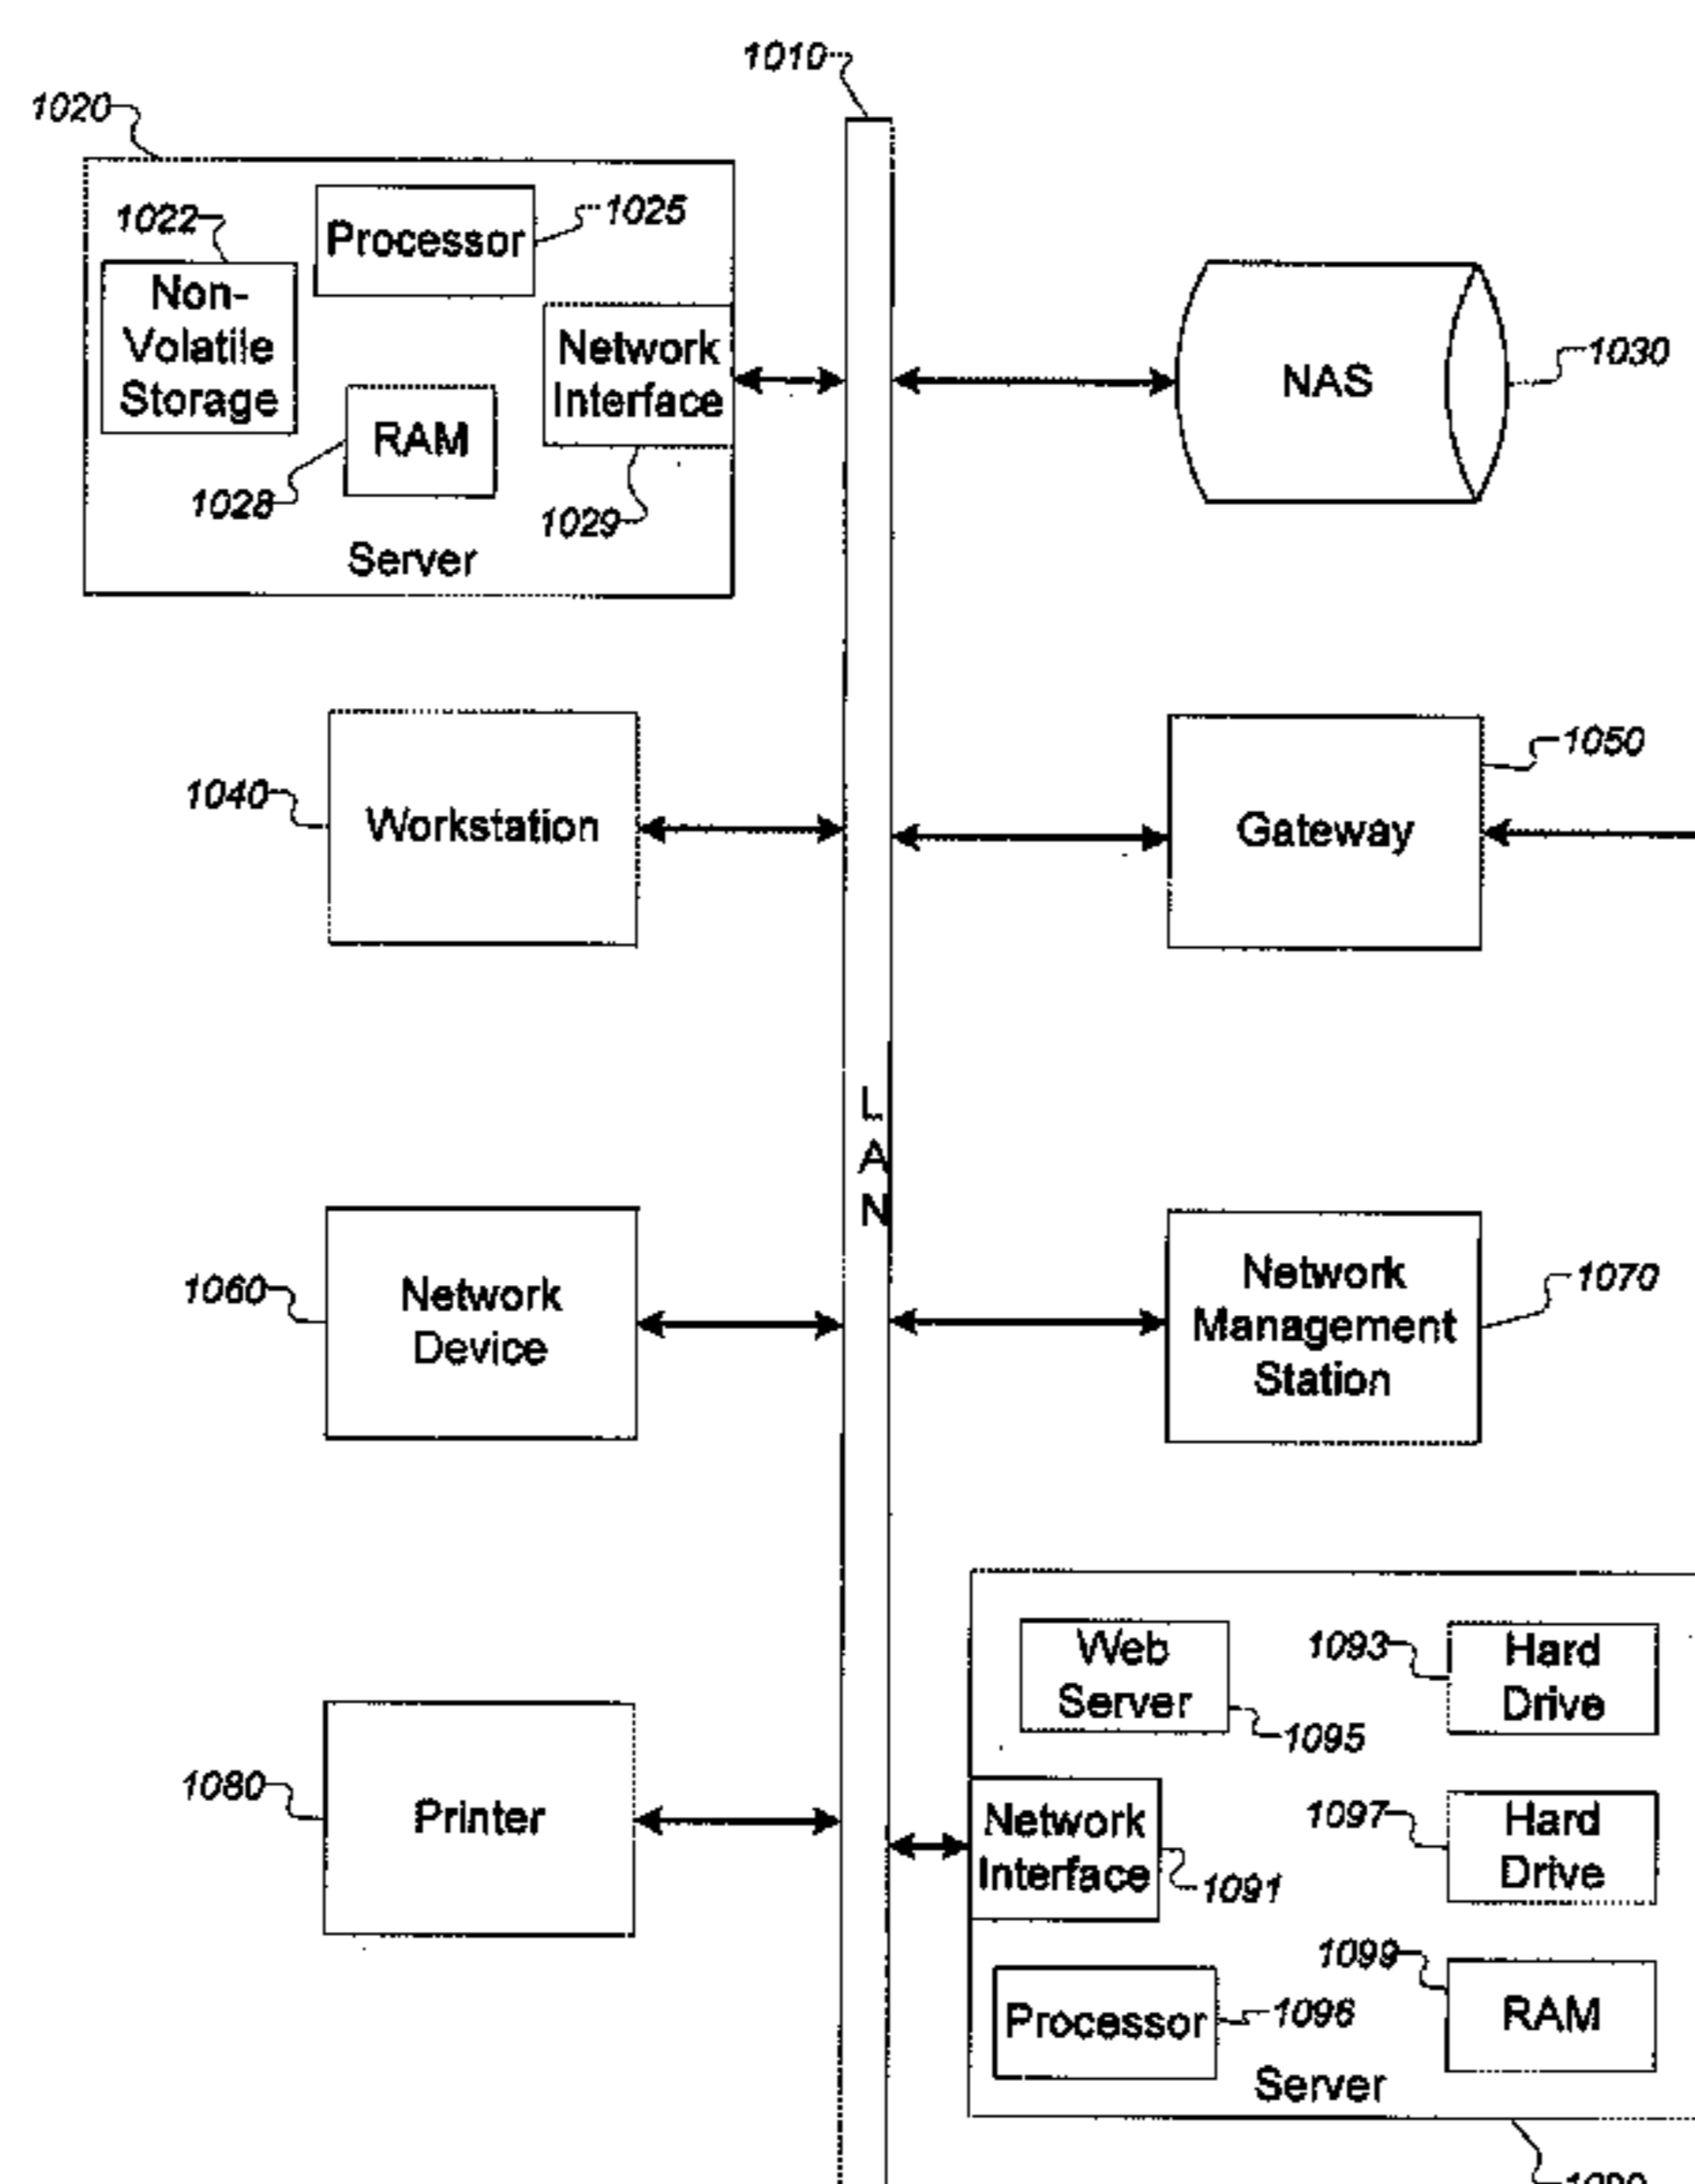 1010
1020
1022
Processor
1025
Non-
Volatile
Storage
Network
Interface
RAM
1028
1029
Server
NAS
1030
1040
Workstation
Gateway
1050
L
A
N
1060
Network
Device
Network
Management
Station
1070
1080
Printer
Web
Server
1095
1093
Hard
Drive
Network
Interface
1091
1097
Hard
Drive
Processor
1096
1099
RAM
Server